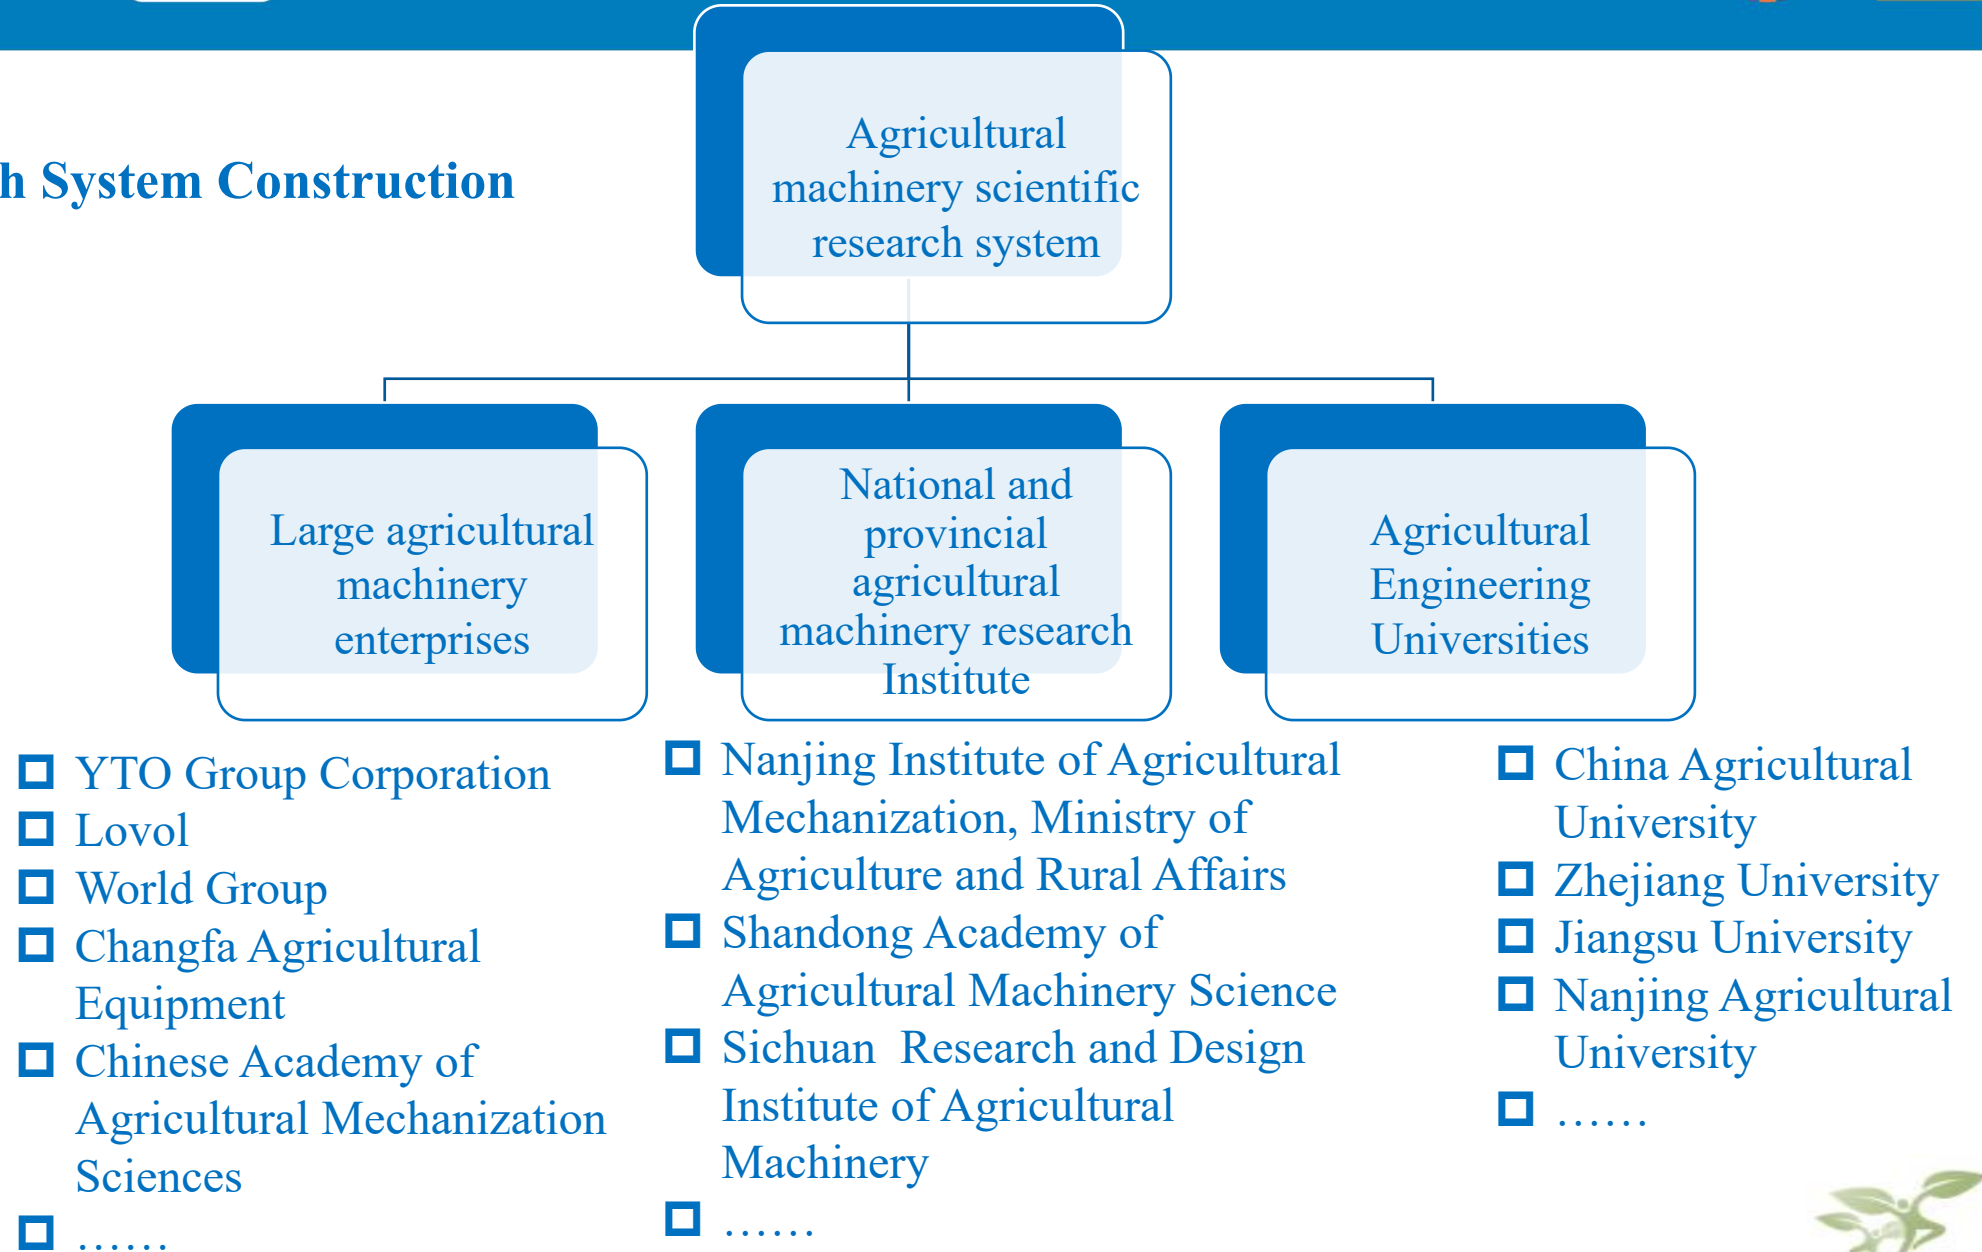 h System Construction
Agricultural
machinery scientific
research system
Large agricultural
machinery
enterprises
National and
provincial
agricultural
machinery research
Institute
Agricultural
Engineering
Universities
YTO Group Corporation
Lovol
World Group
Changfa Agricultural
Equipment
Chinese Academy of
Agricultural Mechanization
Sciences
……
Nanjing Institute of Agricultural
Mechanization, Ministry of
Agriculture and Rural Affairs
Shandong Academy of
Agricultural Machinery Science
Sichuan  Research and Design
Institute of Agricultural
Machinery
……
China Agricultural
University
Zhejiang University
Jiangsu University
Nanjing Agricultural
University
……